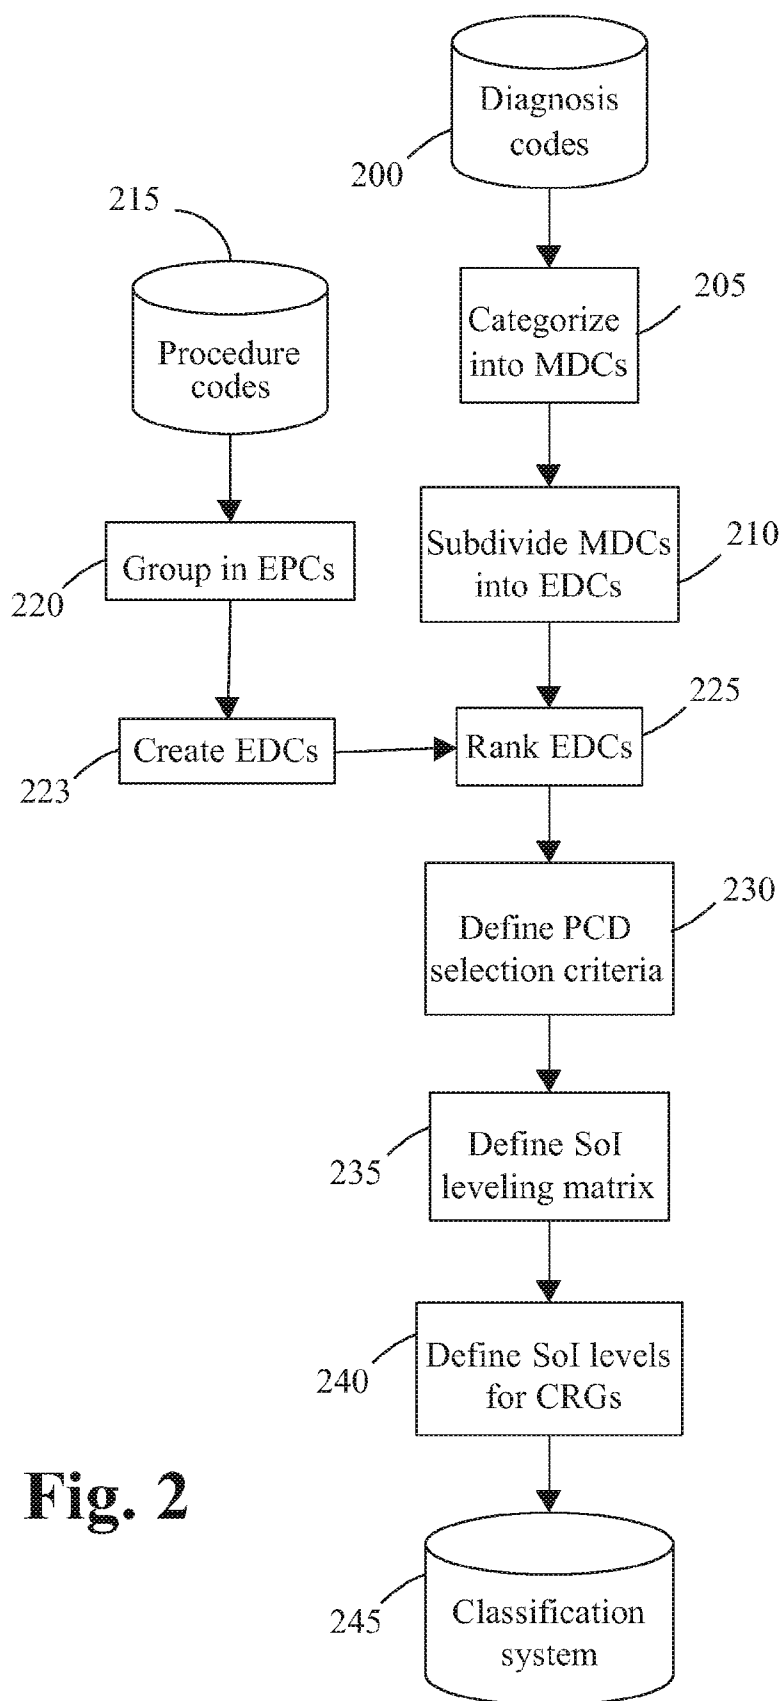 Diagnosis
codes
200
215
205
Categorize
into MDCs
Procedure
codes
210
Subdivide MDCs
into EDCs
Group in EPCs
220
225
Create EDCs
Rank EDCs
223
230
Define PCD
selection criteria
Define SoI
leveling matrix
235
Define SoI levels
for CRGs
240
Fig. 2
Classification
system
245